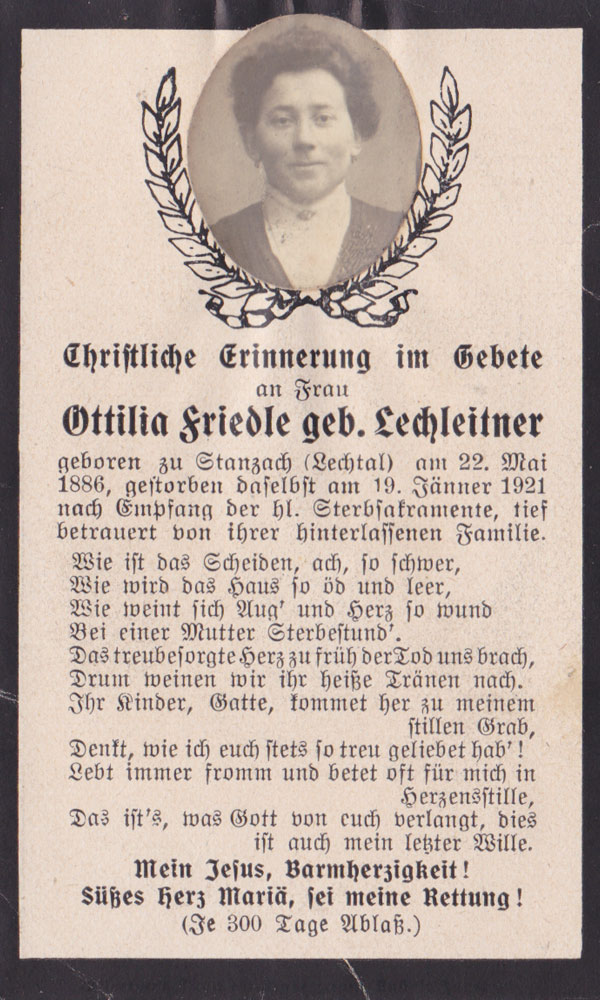 Christliche Erinnerung im Gebete
an Frau
Ottilia Friedle geb. Lechleitner
geboren zu Stanzach (Lechtal) am 22. Mai
1886, gestorben daselbst am 19. Jänner 1921
nach Empfang der hl. Sterbsakramente, tief
betrauert von ihrer hinterlassenen Familie.
Wie ist das Scheiden, ach, so schwer,
Wie wird das Haus so öd und leer,
Wie weint sich Aug' und Herz so wund
Bei einer Mutter Sterbestund'.
Das treubesorgte Herz zu früh der Tod uns brach,
Drum weinen wir ihr heiße Tränen nach.
Ihr Kinder, Gatte, kommet her zu meinem
stillen Grab,
Denkt, wie ich euch stets so treu geliebet hab'!
Lebt immer fromm und betet oft für mich in
Herzensstille,
Das ist's, was Gott von euch verlangt, dies
ist auch mein letzter Wille.
Mein Jesus, Barmherzigkeit!
Süßes Herz Mariä, sei meine Rettung!
(Je 300 Tage Ablaß.)